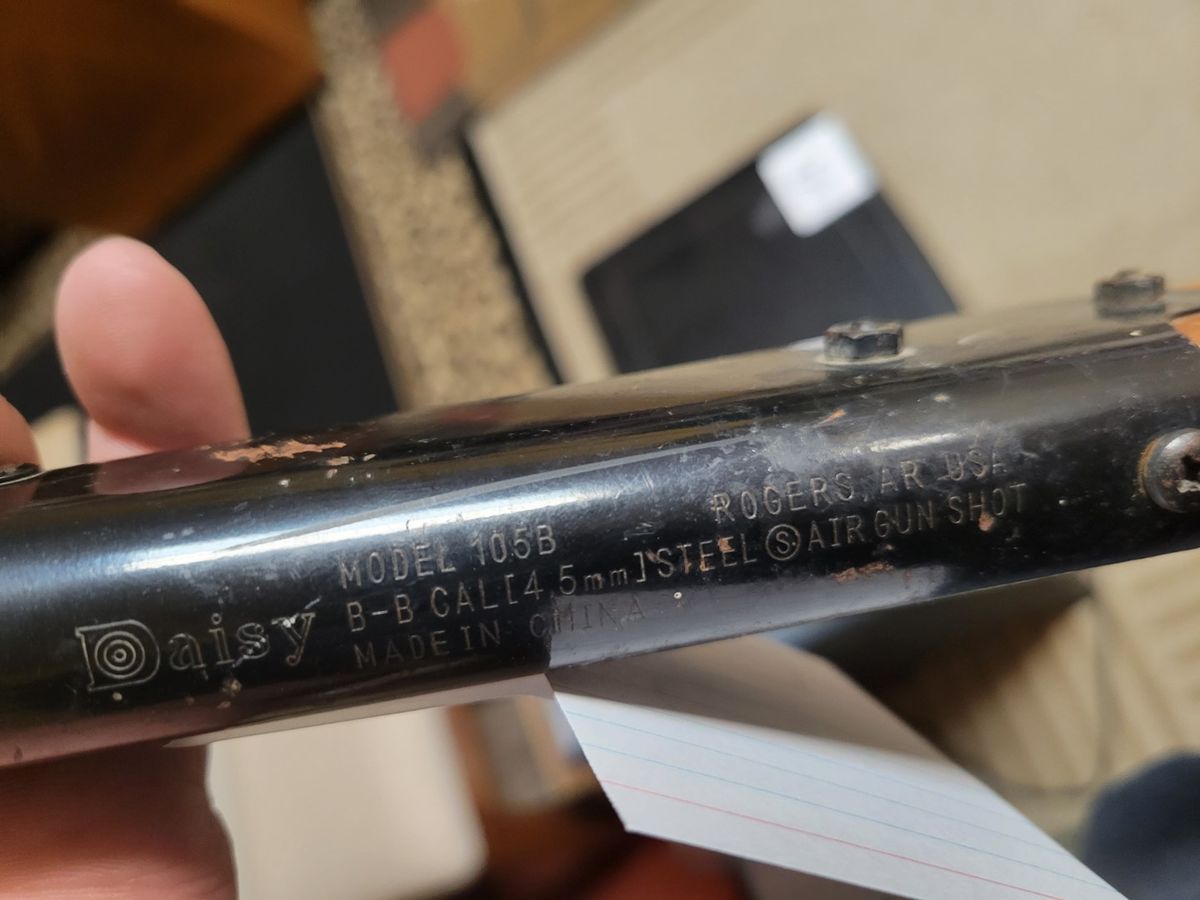 Daisy
MODEL 105B ROGERS, AR USA
B-B CAL[4.5mm]STEEL Ⓢ AIR GUN SHOT
MADE IN CHINA